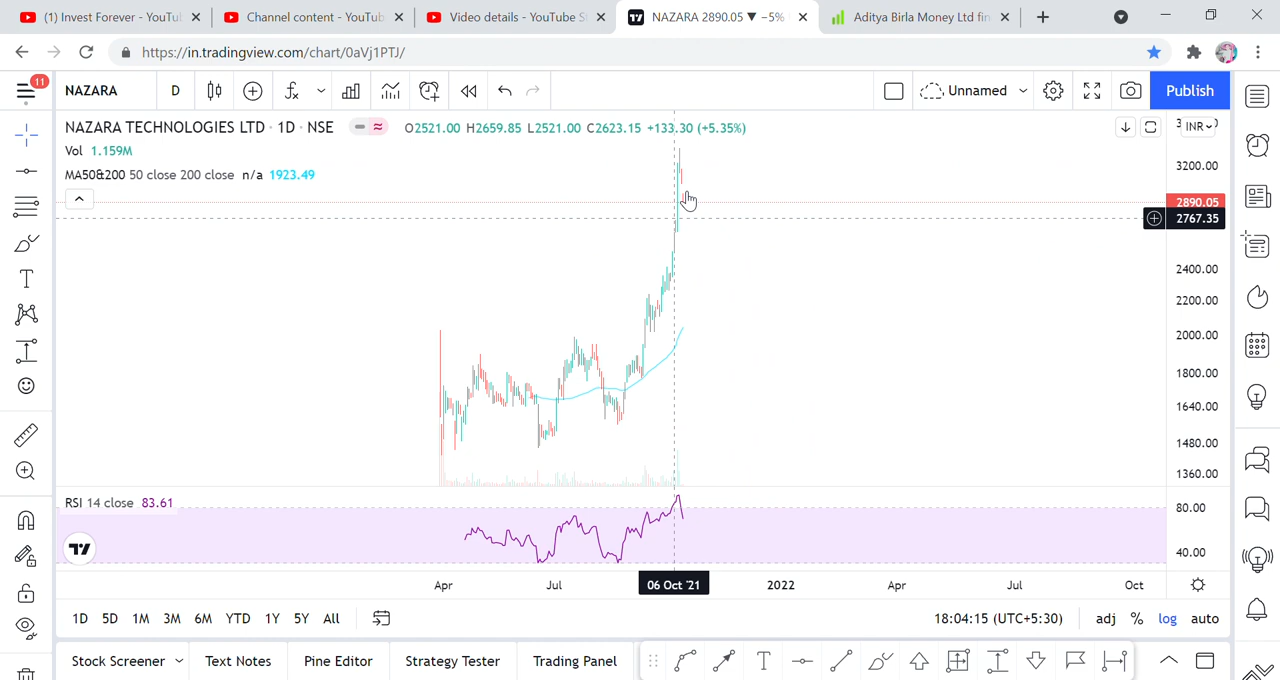 (1) Invest Forever - YouTu
Channel content - YouTub
Video details - YouTube S
NAZARA 2890.05 ▼ −5%
Aditya Birla Money Ltd fin
https://in.tradingview.com/chart/0aVj1PTJ/
11
NAZARA
D
Unnamed
Publish
NAZARA TECHNOLOGIES LTD · 1D · NSE
O2521.00 H2659.85 L2521.00 C2623.15 +133.30 (+5.35%)
INR
Vol 1.159M
MA50&200 50 close 200 close n/a 1923.49
3200.00
2890.05
2767.35
2400.00
2200.00
2000.00
1800.00
1640.00
1480.00
1360.00
RSI 14 close 83.61
80.00
40.00
Apr
Jul
06 Oct '21
2022
Apr
Jul
Oct
1D 5D 1M 3M 6M YTD 1Y 5Y All
18:04:15 (UTC+5:30)
adj % log auto
Stock Screener
Text Notes
Pine Editor
Strategy Tester
Trading Panel